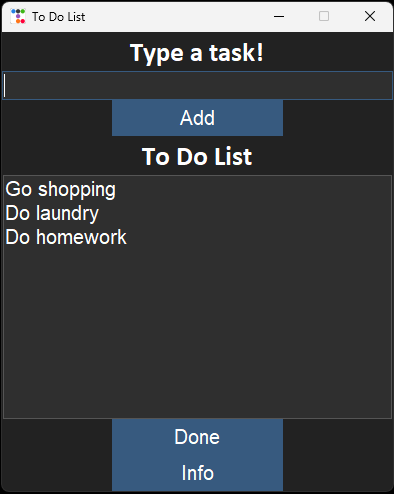 To Do List
Type a task!
Add
To Do List
Go shopping
Do laundry
Do homework
Done
Info